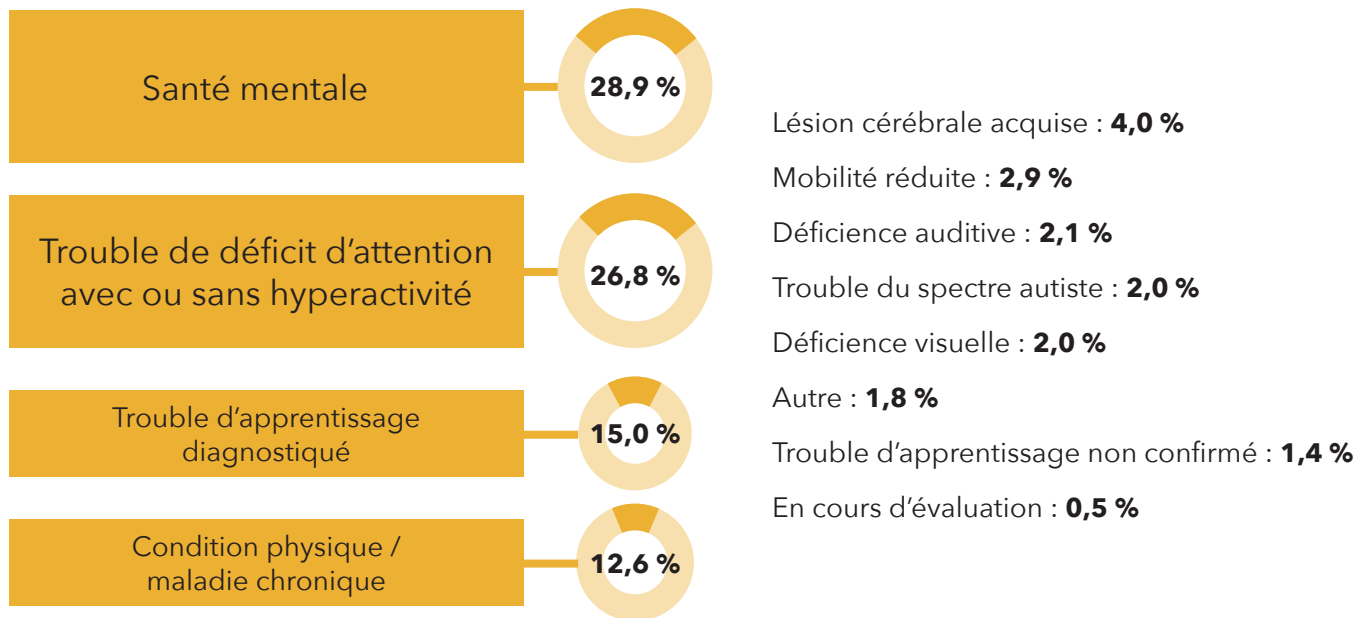 Santé mentale
28,9 %
Trouble de déficit d’attention
avec ou sans hyperactivité
26,8 %
Trouble d’apprentissage
diagnostiqué
15,0 %
Condition physique /
maladie chronique
12,6 %
Lésion cérébrale acquise : 4,0 %
Mobilité réduite : 2,9 %
Déficience auditive : 2,1 %
Trouble du spectre autiste : 2,0 %
Déficience visuelle : 2,0 %
Autre : 1,8 %
Trouble d’apprentissage non confirmé : 1,4 %
En cours d’évaluation : 0,5 %